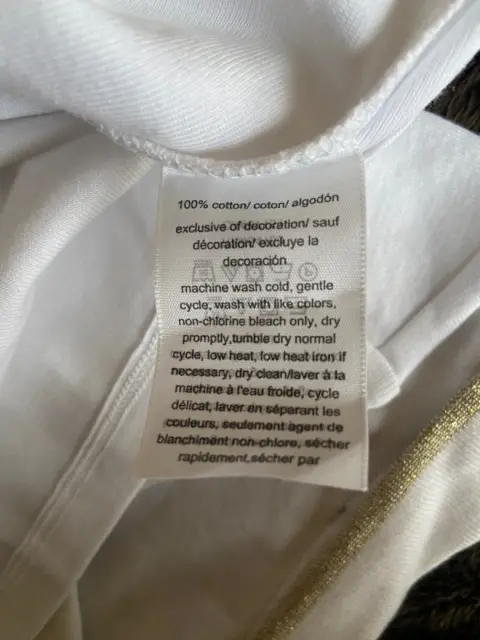 100% cotton/ coton/ algodón
exclusive of decoration/ sauf
décoration/ excluye la
decoración
machine wash cold, gentle
cycle, wash with like colors,
non-chlorine bleach only, dry
promptly,tumble dry normal
cycle, low heat, low heat iron if
necessary, dry clean/laver à la
machine à l'eau froide, cycle
délicat, laver en séparant les
couleurs, seulement agent de
blanchiment non-chlore, sécher
rapidement,sécher par